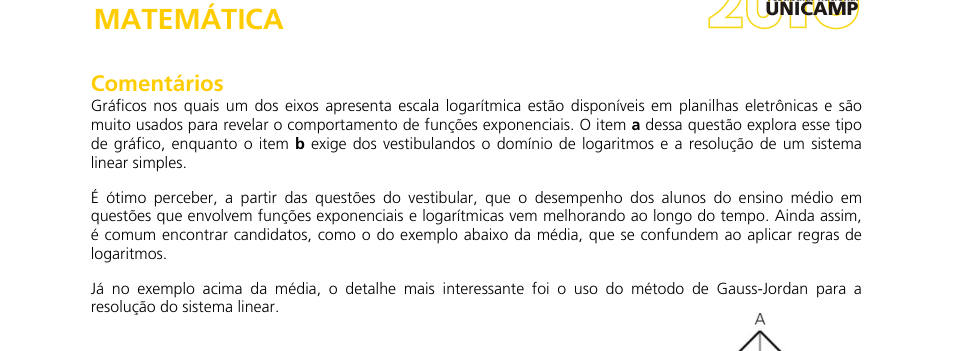 MATEMÁTICA
UNICAMP
Comentários
Gráficos nos quais um dos eixos apresenta escala logarítmica estão disponíveis em planilhas eletrônicas e são
muito usados para revelar o comportamento de funções exponenciais. O item a dessa questão explora esse tipo
de gráfico, enquanto o item b exige dos vestibulandos o domínio de logaritmos e a resolução de um sistema
linear simples.
É ótimo perceber, a partir das questões do vestibular, que o desempenho dos alunos do ensino médio em
questões que envolvem funções exponenciais e logarítmicas vem melhorando ao longo do tempo. Ainda assim,
é comum encontrar candidatos, como o do exemplo abaixo da média, que se confundem ao aplicar regras de
logaritmos.
Já no exemplo acima da média, o detalhe mais interessante foi o uso do método de Gauss-Jordan para a
resolução do sistema linear.
A